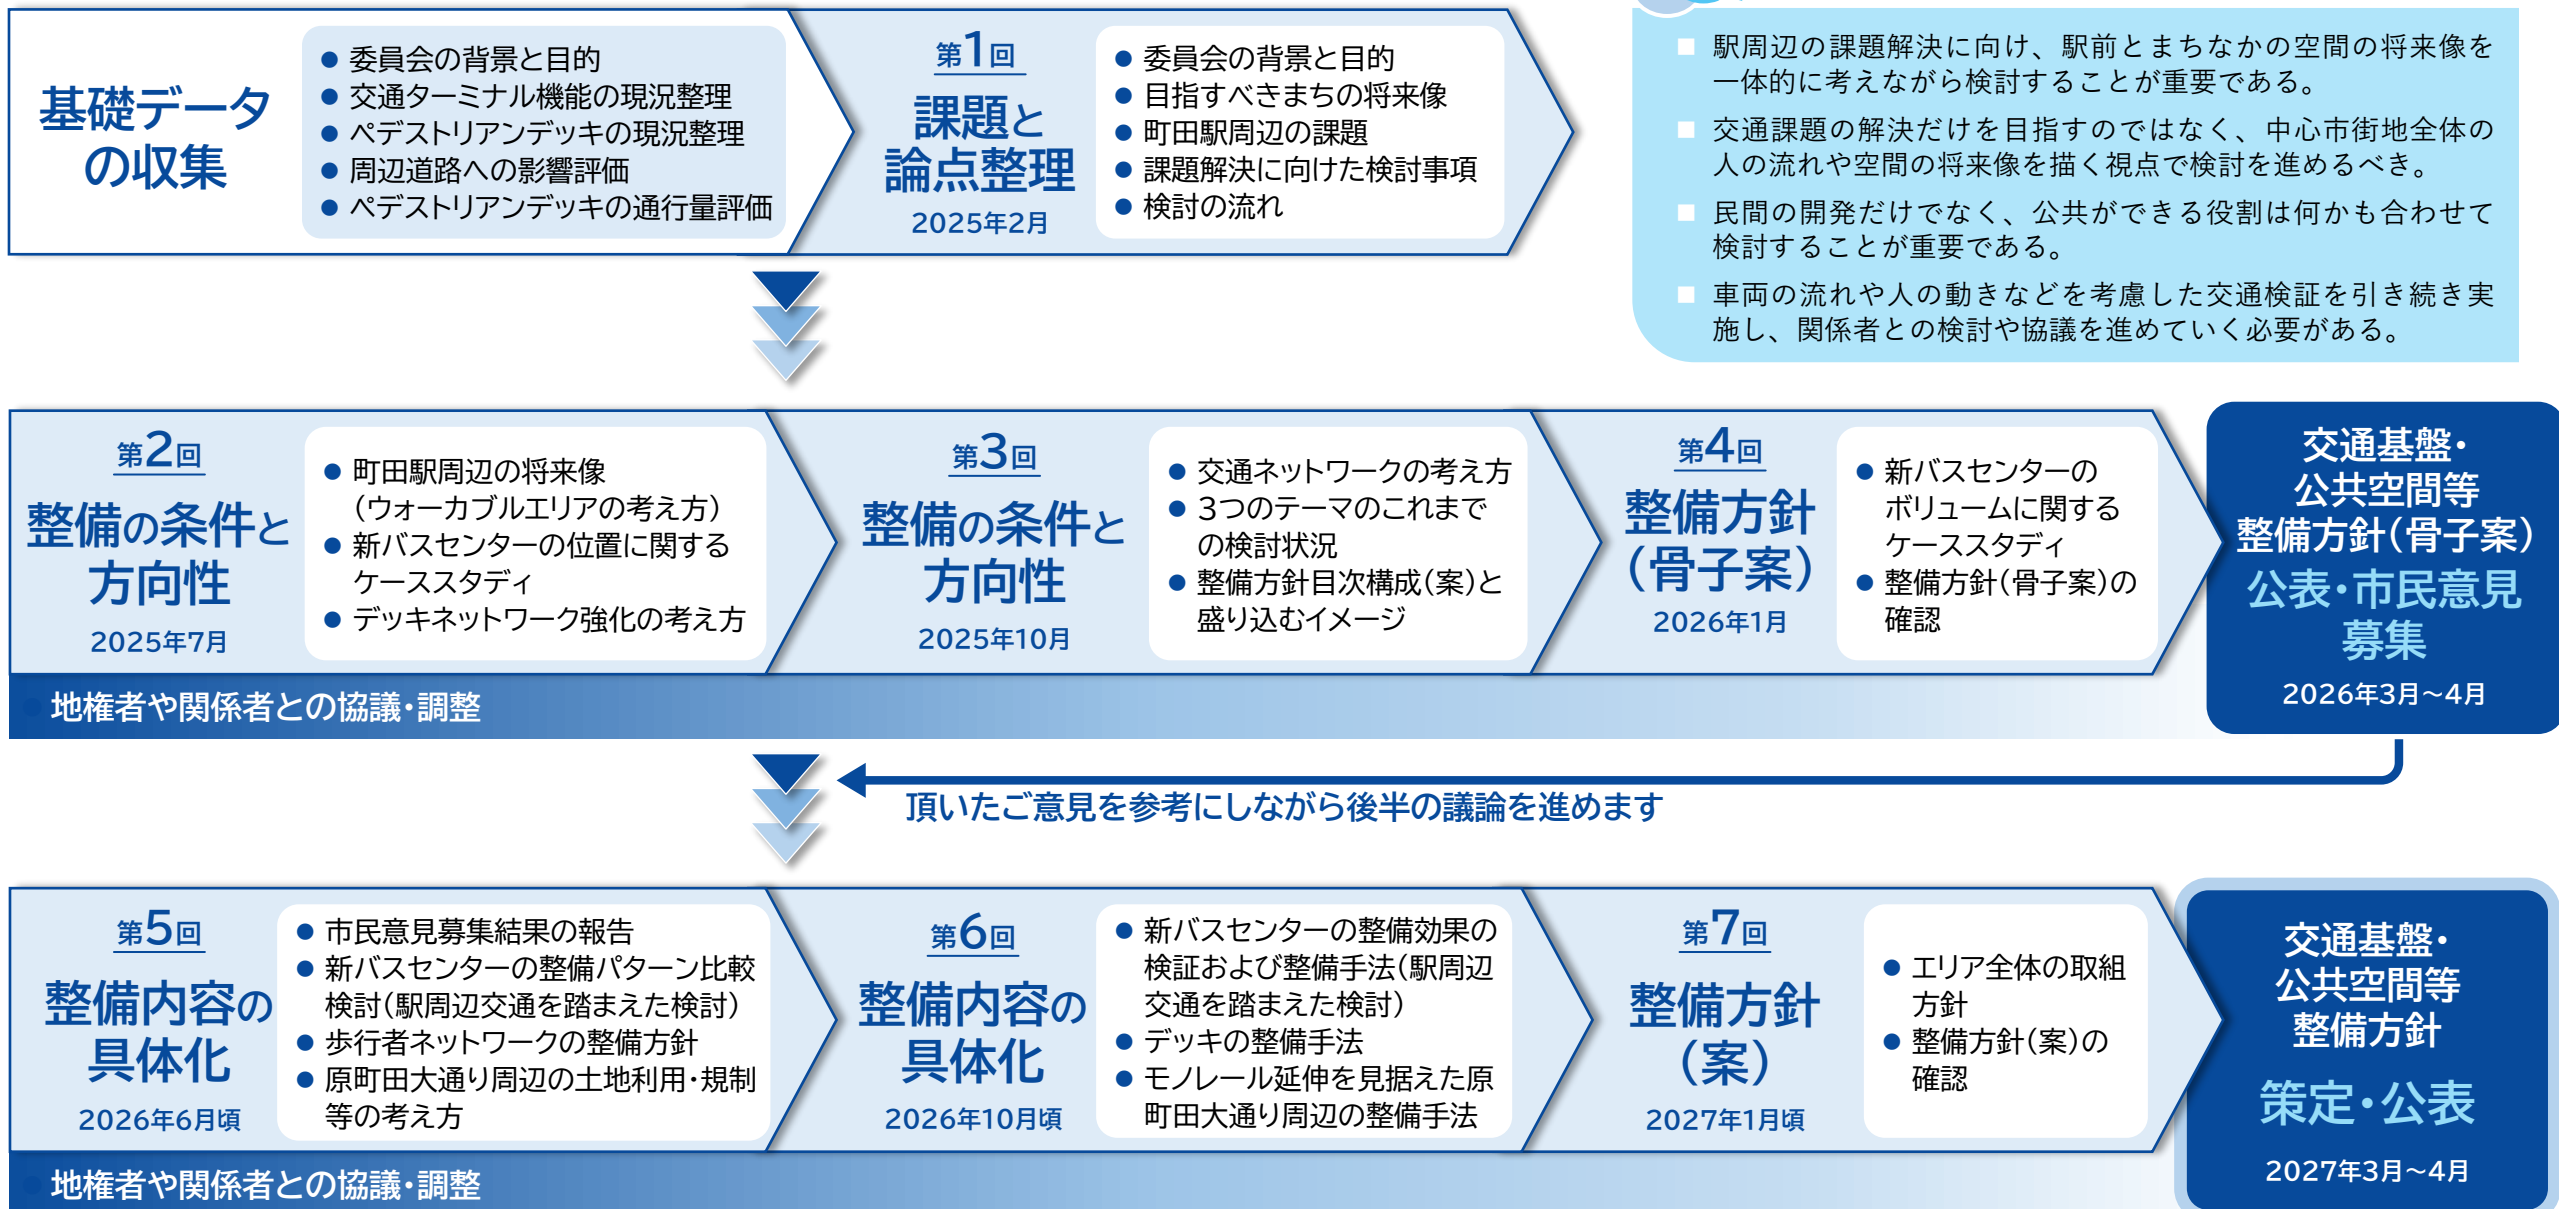 基礎データ
の収集
● 委員会の背景と目的
● 交通ターミナル機能の現況整理
● ペデストリアンデッキの現況整理
● 周辺道路への影響評価
● ペデストリアンデッキの通行量評価
第1回
課題と
論点整理
2025年2月
● 委員会の背景と目的
● 目指すべきまちの将来像
● 町田駅周辺の課題
● 課題解決に向けた検討事項
● 検討の流れ
■ 駅周辺の課題解決に向け、駅前とまちなかの空間の将来像を
一体的に考えながら検討することが重要である。
■ 交通課題の解決だけを目指すのではなく、中心市街地全体の
人の流れや空間の将来像を描く視点で検討を進めるべき。
■ 民間の開発だけでなく、公共ができる役割は何かも合わせて
検討することが重要である。
■ 車両の流れや人の動きなどを考慮した交通検証を引き続き実
施し、関係者との検討や協議を進めていく必要がある。
第2回
整備の条件と
方向性
2025年7月
● 町田駅周辺の将来像
（ウォーカブルエリアの考え方）
● 新バスセンターの位置に関する
ケーススタディ
● デッキネットワーク強化の考え方
第3回
整備の条件と
方向性
2025年10月
● 交通ネットワークの考え方
● 3つのテーマのこれまで
の検討状況
● 整備方針目次構成（案）と
盛り込むイメージ
第4回
整備方針
（骨子案）
2026年1月
● 新バスセンターの
ボリュームに関する
ケーススタディ
● 整備方針（骨子案）の
確認
交通基盤・
公共空間等
整備方針（骨子案）
公表・市民意見
募集
2026年3月～4月
● 地権者や関係者との協議・調整
頂いたご意見を参考にしながら後半の議論を進めます
第5回
整備内容の
具体化
2026年6月頃
● 市民意見募集結果の報告
● 新バスセンターの整備パターン比較
検討（駅周辺交通を踏まえた検討）
● 歩行者ネットワークの整備方針
● 原町田大通り周辺の土地利用・規制
等の考え方
第6回
整備内容の
具体化
2026年10月頃
● 新バスセンターの整備効果の
検証および整備手法（駅周辺
交通を踏まえた検討）
● デッキの整備手法
● モノレール延伸を見据えた原
町田大通り周辺の整備手法
第7回
整備方針
（案）
2027年1月頃
● エリア全体の取組
方針
● 整備方針（案）の
確認
交通基盤・
公共空間等
整備方針
策定・公表
2027年3月～4月
● 地権者や関係者との協議・調整